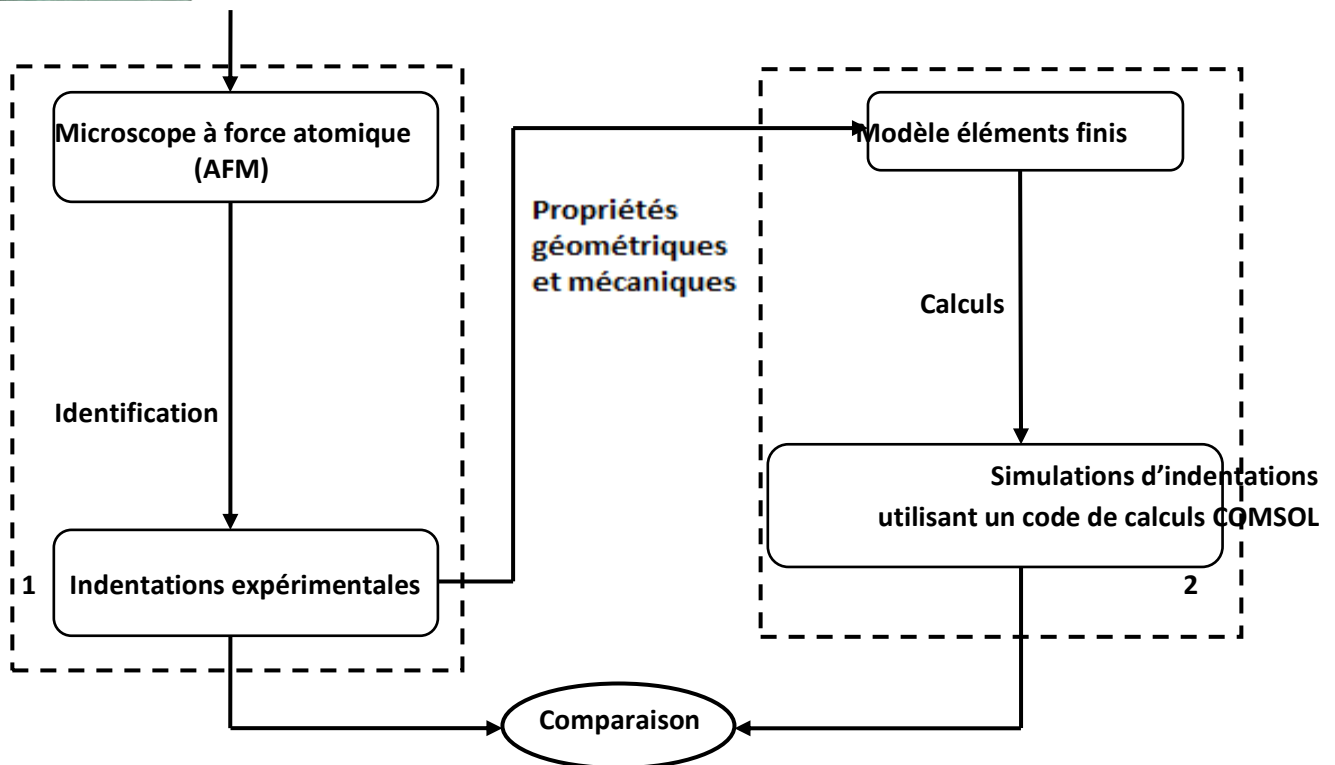 Microscope à force atomique
(AFM)
Modèle éléments finis
Propriétés
géométriques
et mécaniques
Calculs
Identification
Simulations d’indentations
utilisant un code de calculs COMSOL
1
Indentations expérimentales
2
Comparaison